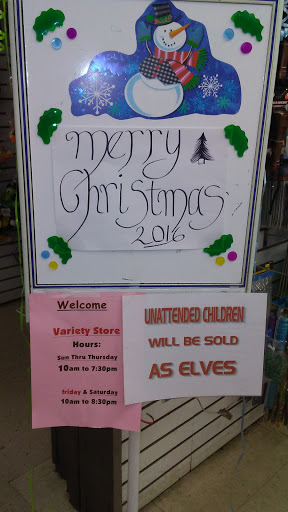 Merry
Christmas
2016
Welcome
Variety Store
Hours:
Sun Thru Thursday
10am to 7:30pm
friday & Saturday
10am to 8:30pm
UNATTENDED CHILDREN
WILL BE SOLD
AS ELVES